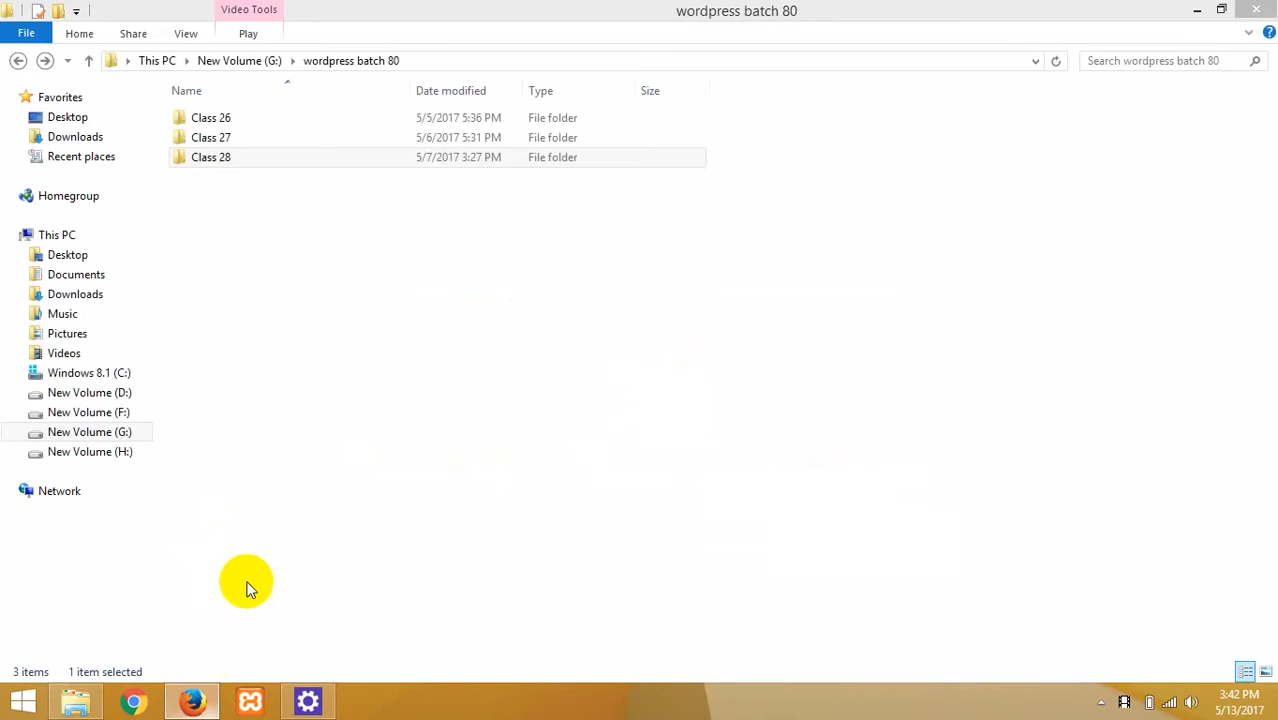 Video Tools
wordpress batch 80
File Home Share View Play
This PC New Volume (G:) wordpress batch 80
Search wordpress batch 80
Name Date modified Type Size
Favorites
Desktop
Downloads
Recent places
Homegroup
This PC
Desktop
Documents
Downloads
Music
Pictures
Videos
Windows 8.1 (C:)
New Volume (D:)
New Volume (F:)
New Volume (G:)
New Volume (H:)
Network
Class 26 5/5/2017 5:36 PM File folder
Class 27 5/6/2017 5:31 PM File folder
Class 28 5/7/2017 3:27 PM File folder
3 items 1 item selected
3:42 PM
5/13/2017